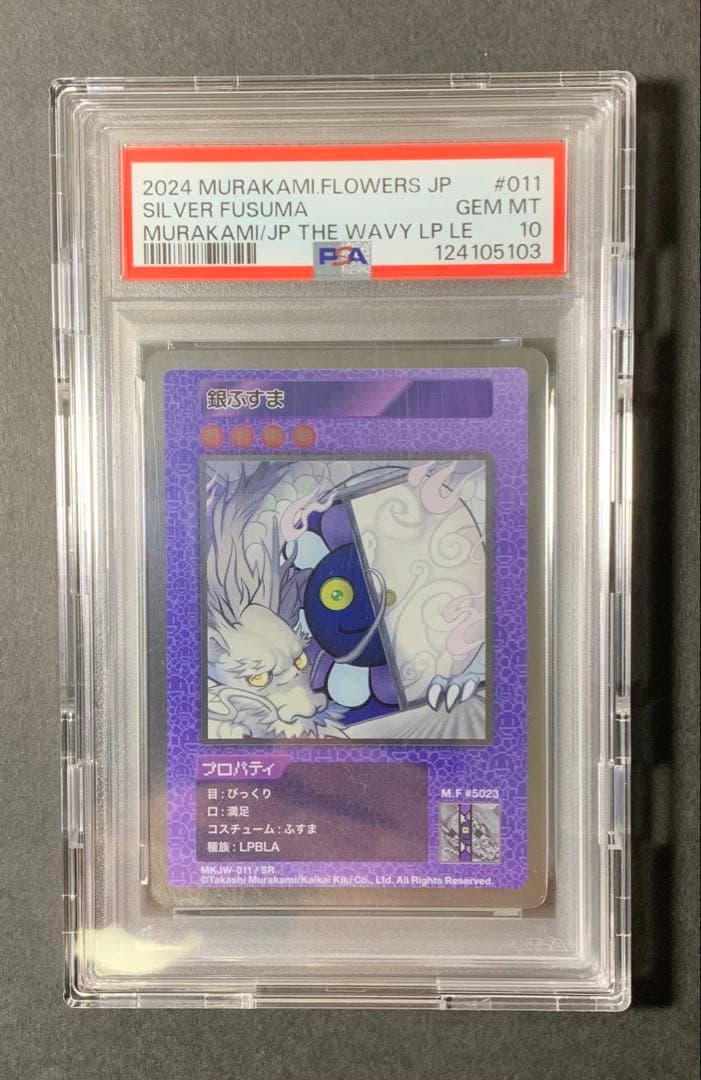 2024 MURAKAMI.FLOWERS JP #011
SILVER FUSUMA GEM MT
MURAKAMI/JP THE WAVY LP LE 10
PSA 124105103
銀ふすま
プロパティ
目 : びっくり
口 : 満足
コスチューム : ふすま
種族 : LPBLA
M.F #5023
MKJW-011 / SR
©Takashi Murakami/Kaikai Kiki Co., Ltd. All Rights Reserved.
PSA